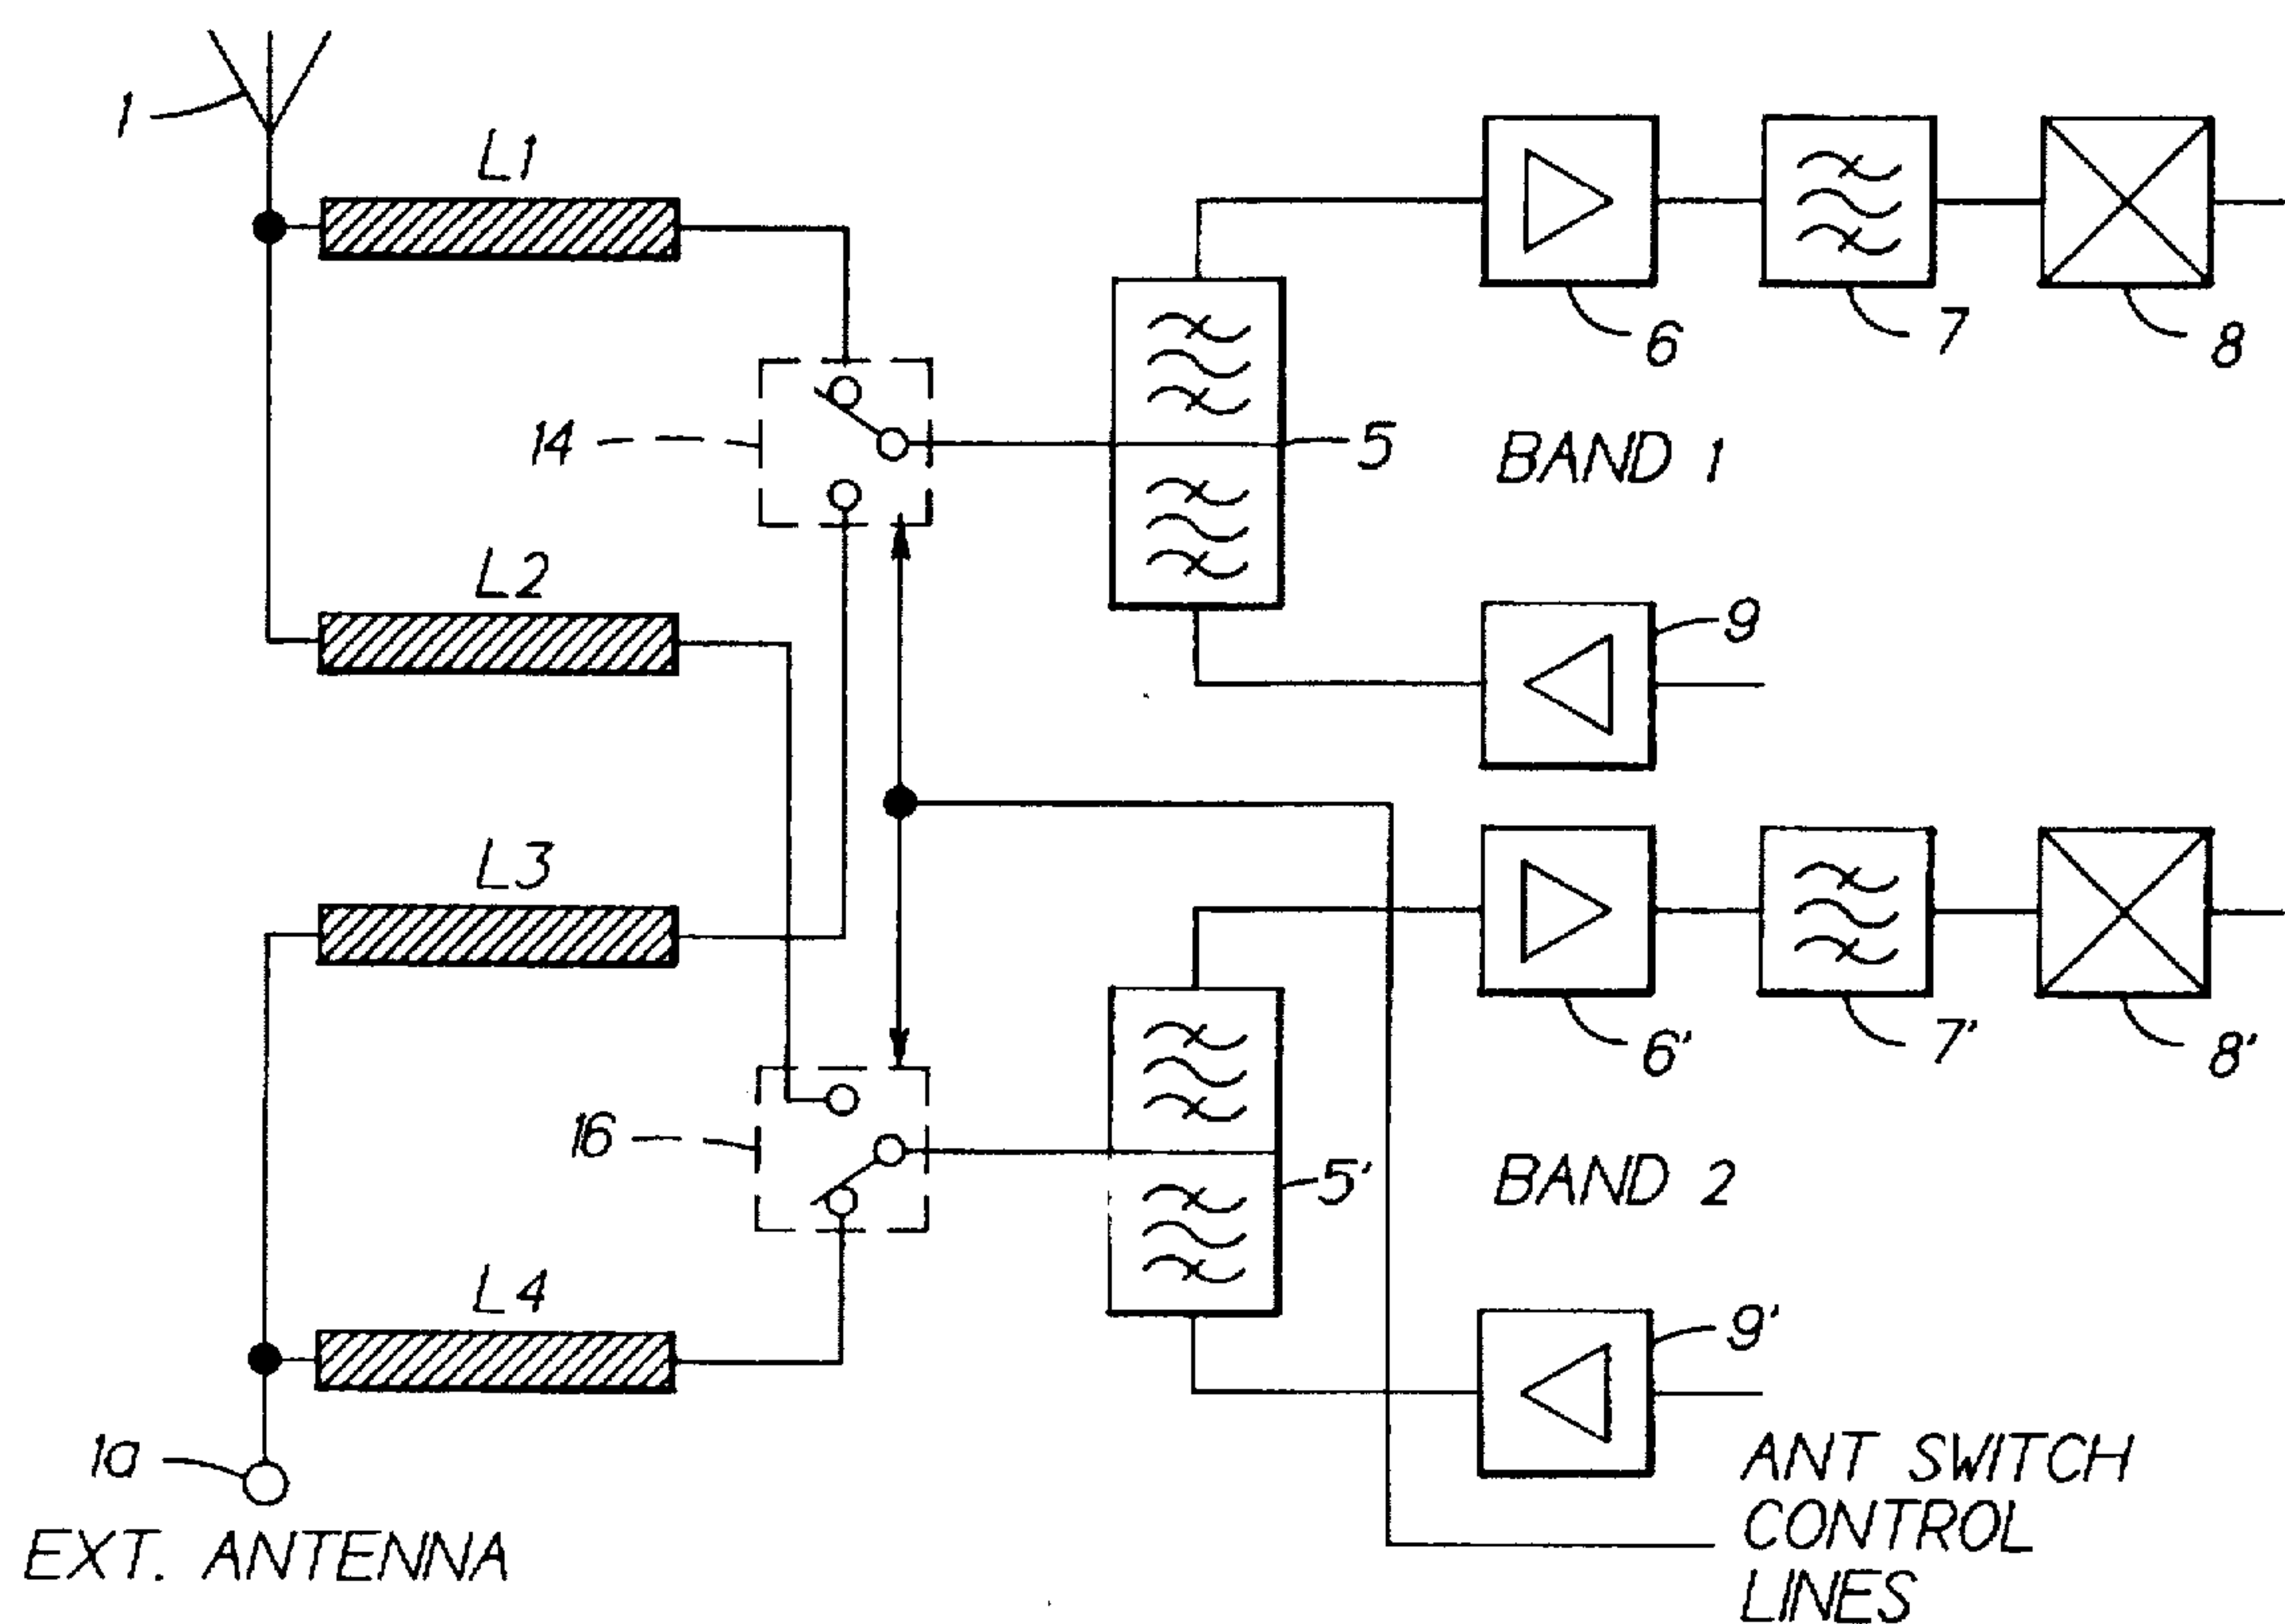 1
L1
6
7
8
14
5
BAND 1
L2
9
L3
6'
7'
8'
16
5'
BAND 2
L4
9'
1a
EXT. ANTENNA
ANT SWITCH
CONTROL
LINES